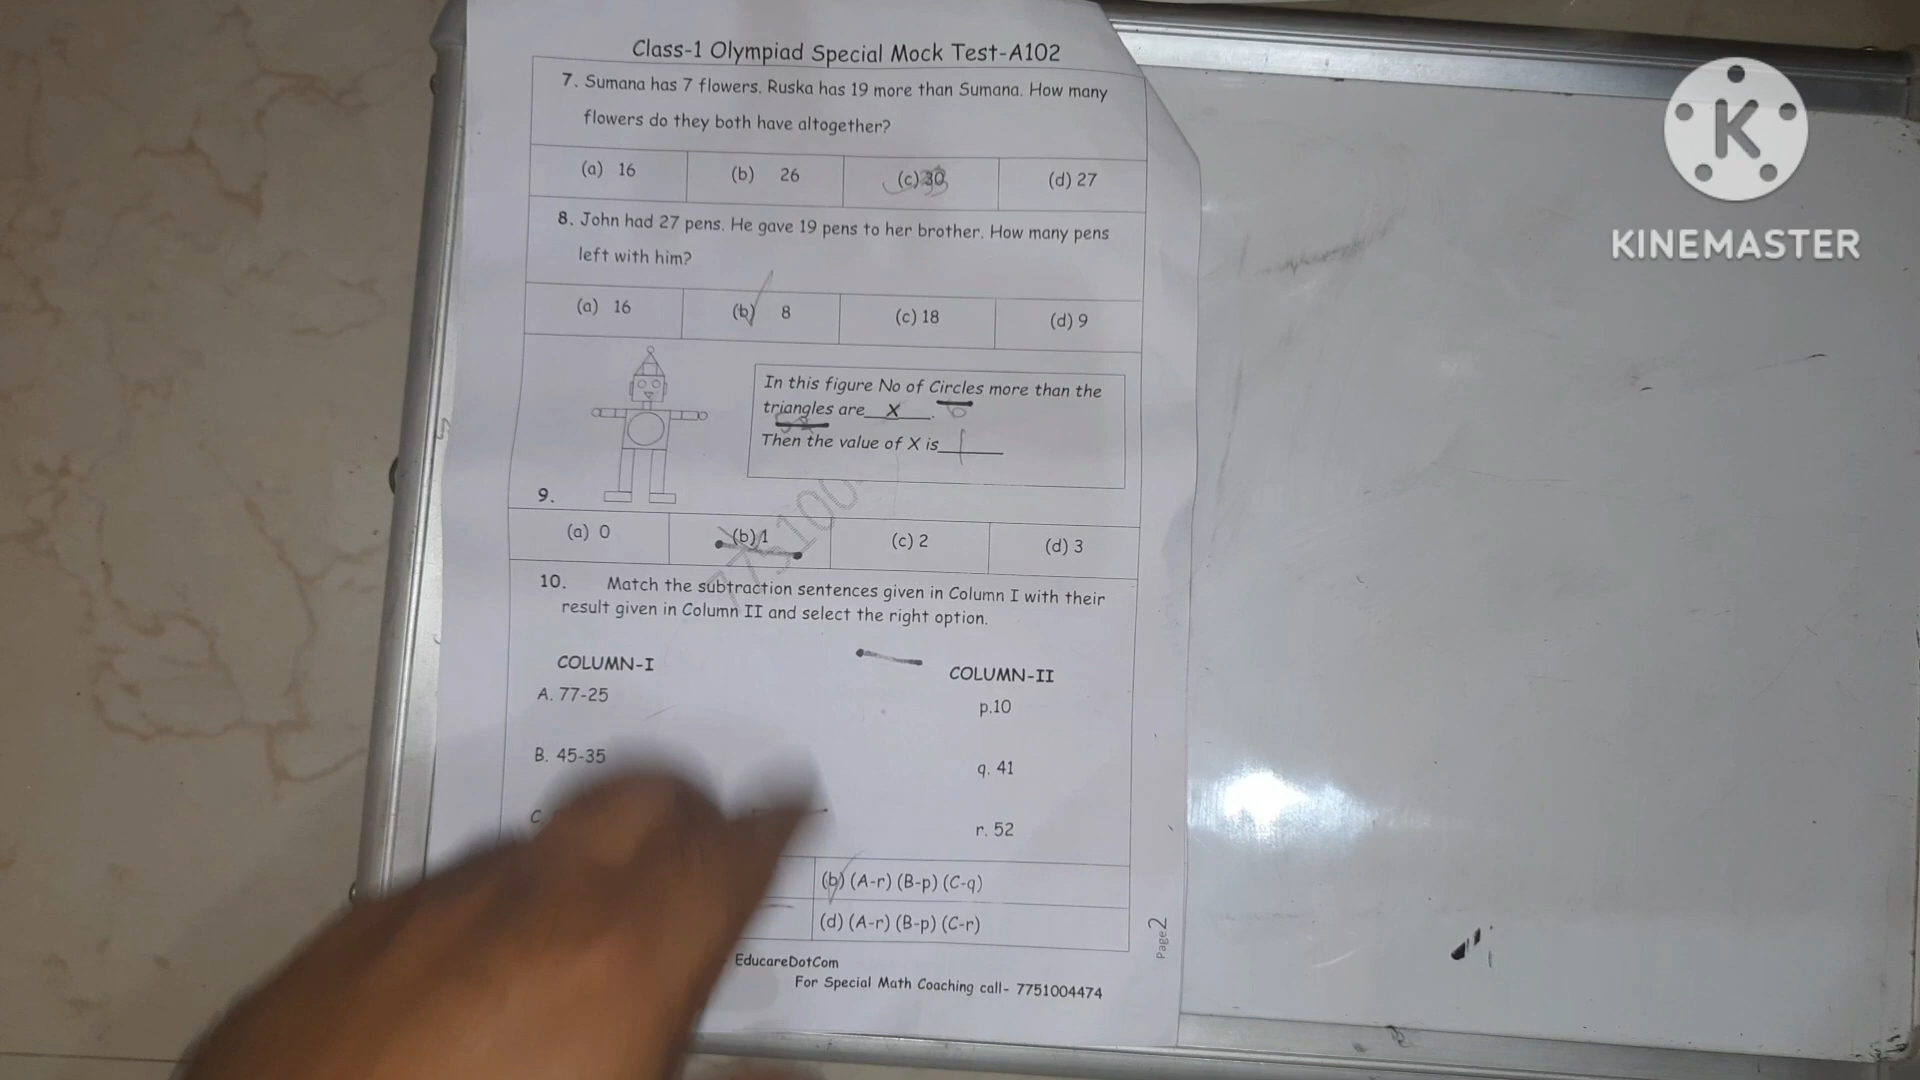 Class-1 Olympiad Special Mock Test-A102
7. Sumana has 7 flowers. Ruska has 19 more than Sumana. How many
flowers do they both have altogether?
(a) 16 (b) 26 (c) (d) 27
8. John had 27 pens. He gave 19 pens to her brother. How many pens
left with him?
(a) 16 (b) 8 (c) 18 (d) 9
In this figure No of Circles more than the
triangles are X .
Then the value of X is
9.
(a) 0 (b) 1 (c) 2 (d) 3
10. Match the subtraction sentences given in Column I with their
result given in Column II and select the right option.
COLUMN-I COLUMN-II
A. 77-25 p.10
B. 45-35 q. 41
C. r. 52
(b) (A-r) (B-p) (C-q)
(d) (A-r) (B-p) (C-r)
EducareDotCom
For Special Math Coaching call- 7751004474
Page2
K
KINEMASTER